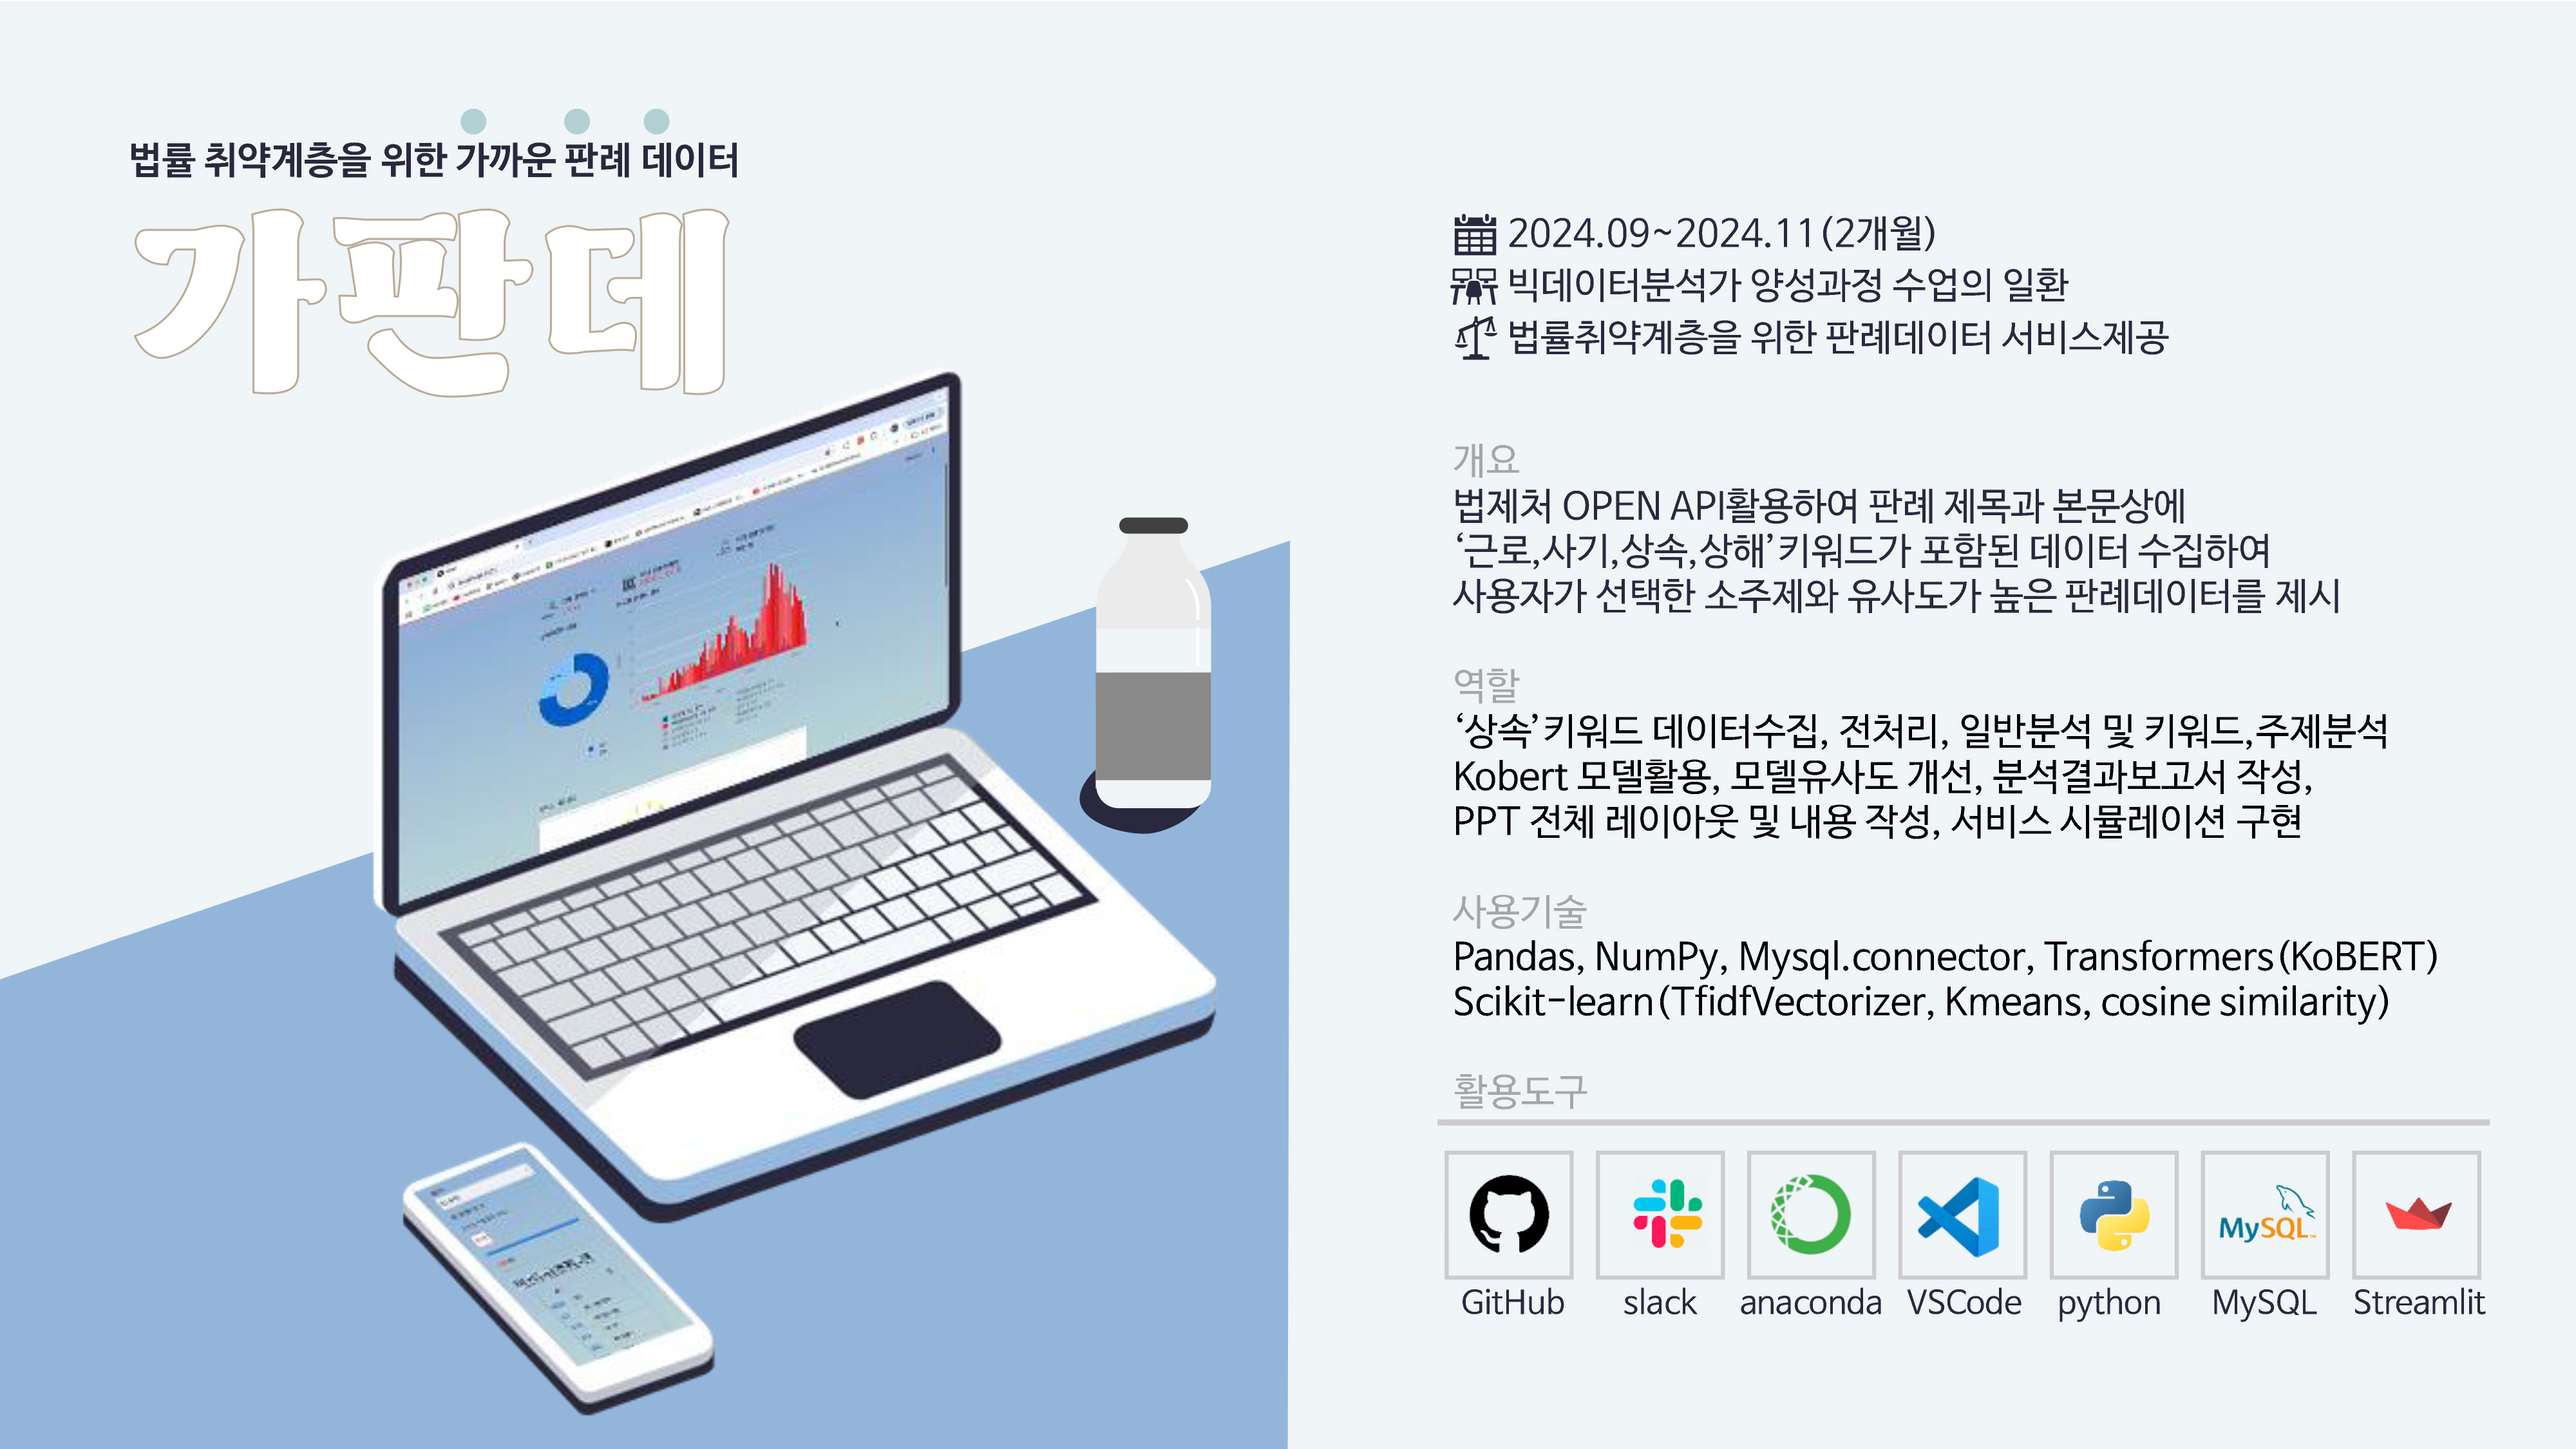 법률 취약계층을 위한 가까운 판례 데이터
가판데
2024.09~2024.11(2개월)
빅데이터분석가 양성과정 수업의 일환
법률취약계층을 위한 판례데이터 서비스제공
개요
법제처 OPEN API활용하여 판례 제목과 본문상에
‘근로,사기,상속,상해’키워드가 포함된 데이터 수집하여
사용자가 선택한 소주제와 유사도가 높은 판례데이터를 제시
역할
‘상속’키워드 데이터수집, 전처리, 일반분석 및 키워드,주제분석
Kobert 모델활용, 모델유사도 개선, 분석결과보고서 작성,
PPT 전체 레이아웃 및 내용 작성, 서비스 시뮬레이션 구현
사용기술
Pandas, NumPy, Mysql.connector, Transformers(KoBERT)
Scikit-learn(TfidfVectorizer, Kmeans, cosine similarity)
활용도구
MySQL
GitHub slack anaconda VSCode python MySQL Streamlit